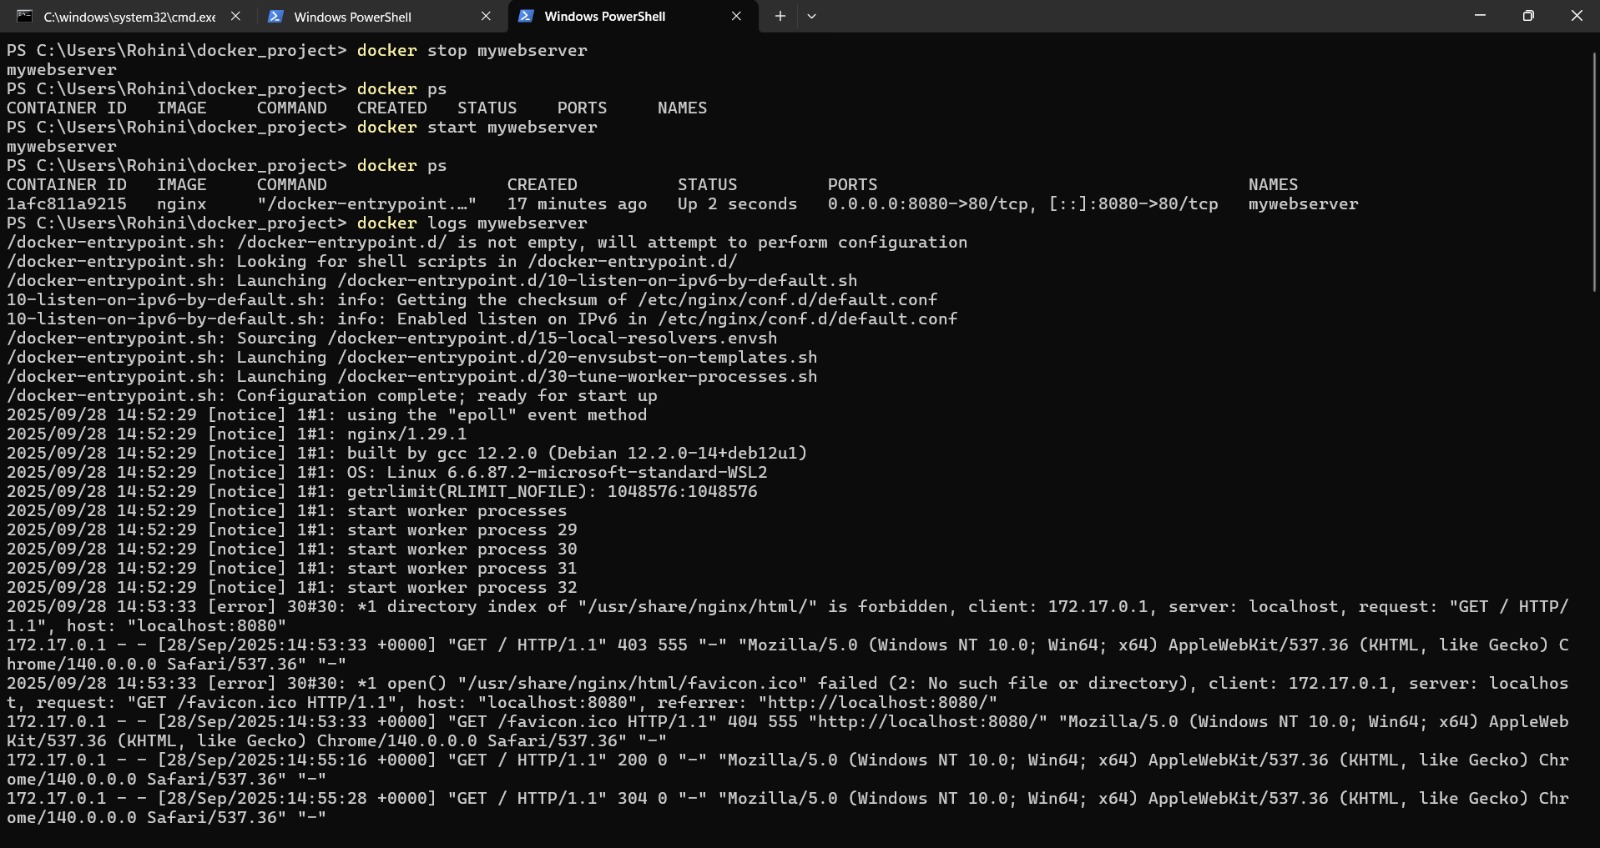 C:\windows\system32\cmd.exe
Windows PowerShell
Windows PowerShell
PS C:\Users\Rohini\docker_project> docker stop mywebserver
mywebserver
PS C:\Users\Rohini\docker_project> docker ps
CONTAINER ID   IMAGE     COMMAND   CREATED   STATUS    PORTS     NAMES
PS C:\Users\Rohini\docker_project> docker start mywebserver
mywebserver
PS C:\Users\Rohini\docker_project> docker ps
CONTAINER ID   IMAGE     COMMAND                  CREATED          STATUS         PORTS                                     NAMES
1afc811a9215   nginx     "/docker-entrypoint.…"   17 minutes ago   Up 2 seconds   0.0.0.0:8080->80/tcp, [::]:8080->80/tcp   mywebserver
PS C:\Users\Rohini\docker_project> docker logs mywebserver
/docker-entrypoint.sh: /docker-entrypoint.d/ is not empty, will attempt to perform configuration
/docker-entrypoint.sh: Looking for shell scripts in /docker-entrypoint.d/
/docker-entrypoint.sh: Launching /docker-entrypoint.d/10-listen-on-ipv6-by-default.sh
10-listen-on-ipv6-by-default.sh: info: Getting the checksum of /etc/nginx/conf.d/default.conf
10-listen-on-ipv6-by-default.sh: info: Enabled listen on IPv6 in /etc/nginx/conf.d/default.conf
/docker-entrypoint.sh: Sourcing /docker-entrypoint.d/15-local-resolvers.envsh
/docker-entrypoint.sh: Launching /docker-entrypoint.d/20-envsubst-on-templates.sh
/docker-entrypoint.sh: Launching /docker-entrypoint.d/30-tune-worker-processes.sh
/docker-entrypoint.sh: Configuration complete; ready for start up
2025/09/28 14:52:29 [notice] 1#1: using the "epoll" event method
2025/09/28 14:52:29 [notice] 1#1: nginx/1.29.1
2025/09/28 14:52:29 [notice] 1#1: built by gcc 12.2.0 (Debian 12.2.0-14+deb12u1)
2025/09/28 14:52:29 [notice] 1#1: OS: Linux 6.6.87.2-microsoft-standard-WSL2
2025/09/28 14:52:29 [notice] 1#1: getrlimit(RLIMIT_NOFILE): 1048576:1048576
2025/09/28 14:52:29 [notice] 1#1: start worker processes
2025/09/28 14:52:29 [notice] 1#1: start worker process 29
2025/09/28 14:52:29 [notice] 1#1: start worker process 30
2025/09/28 14:52:29 [notice] 1#1: start worker process 31
2025/09/28 14:52:29 [notice] 1#1: start worker process 32
2025/09/28 14:53:33 [error] 30#30: *1 directory index of "/usr/share/nginx/html/" is forbidden, client: 172.17.0.1, server: localhost, request: "GET / HTTP/
1.1", host: "localhost:8080"
172.17.0.1 - - [28/Sep/2025:14:53:33 +0000] "GET / HTTP/1.1" 403 555 "-" "Mozilla/5.0 (Windows NT 10.0; Win64; x64) AppleWebKit/537.36 (KHTML, like Gecko) C
hrome/140.0.0.0 Safari/537.36" "-"
2025/09/28 14:53:33 [error] 30#30: *1 open() "/usr/share/nginx/html/favicon.ico" failed (2: No such file or directory), client: 172.17.0.1, server: localhos
t, request: "GET /favicon.ico HTTP/1.1", host: "localhost:8080", referrer: "http://localhost:8080/"
172.17.0.1 - - [28/Sep/2025:14:53:33 +0000] "GET /favicon.ico HTTP/1.1" 404 555 "http://localhost:8080/" "Mozilla/5.0 (Windows NT 10.0; Win64; x64) AppleWeb
Kit/537.36 (KHTML, like Gecko) Chrome/140.0.0.0 Safari/537.36" "-"
172.17.0.1 - - [28/Sep/2025:14:55:16 +0000] "GET / HTTP/1.1" 200 0 "-" "Mozilla/5.0 (Windows NT 10.0; Win64; x64) AppleWebKit/537.36 (KHTML, like Gecko) Chr
ome/140.0.0.0 Safari/537.36" "-"
172.17.0.1 - - [28/Sep/2025:14:55:28 +0000] "GET / HTTP/1.1" 304 0 "-" "Mozilla/5.0 (Windows NT 10.0; Win64; x64) AppleWebKit/537.36 (KHTML, like Gecko) Chr
ome/140.0.0.0 Safari/537.36" "-"